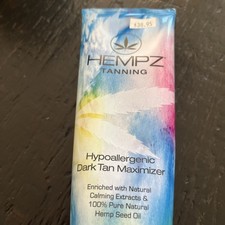 HEMPZ
TANNING
Hypoallergenic
Dark Tan Maximizer
Enriched with Natural
Calming Extracts &
100% Pure Natural
Hemp Seed Oil